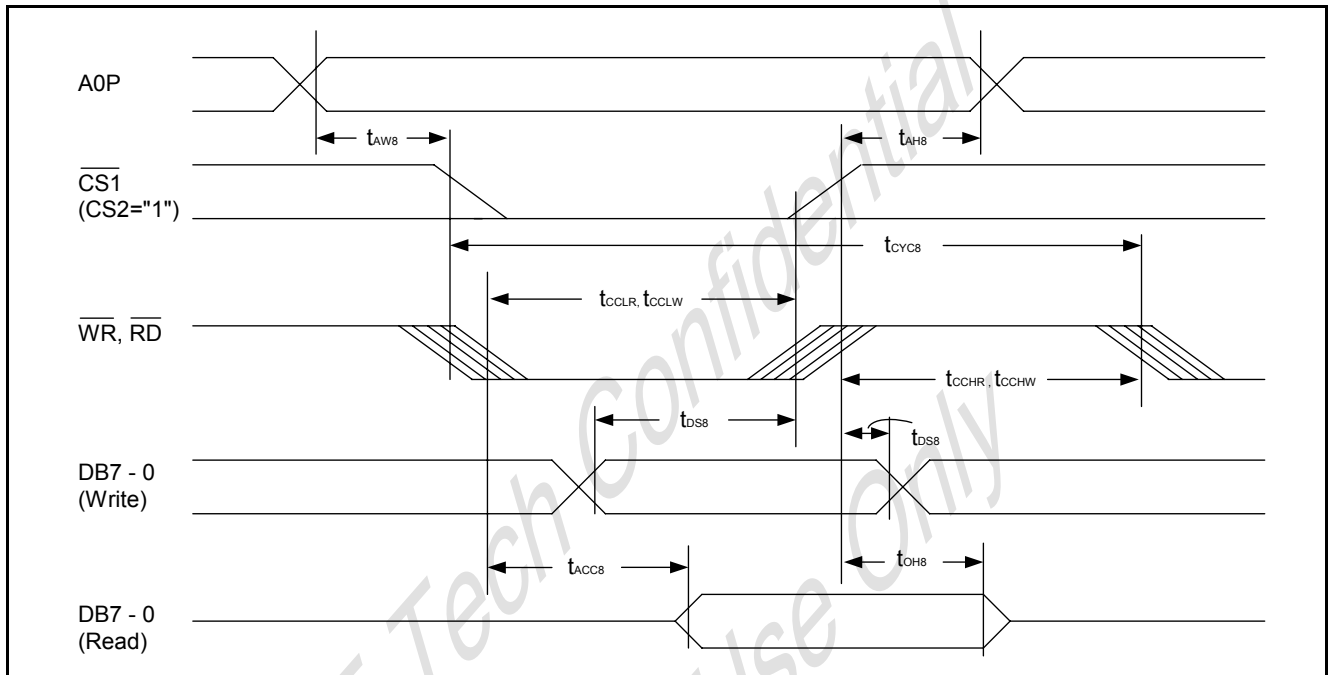 A0P
tAW8
tAH8
CS1
(CS2="1")
tCYC8
tCCLR, tCCLW
WR, RD
tCCHR, tCCHW
tDS8
tDS8
DB7 - 0
(Write)
tACC8
tOH8
DB7 - 0
(Read)
Tech Confidential
Use Only